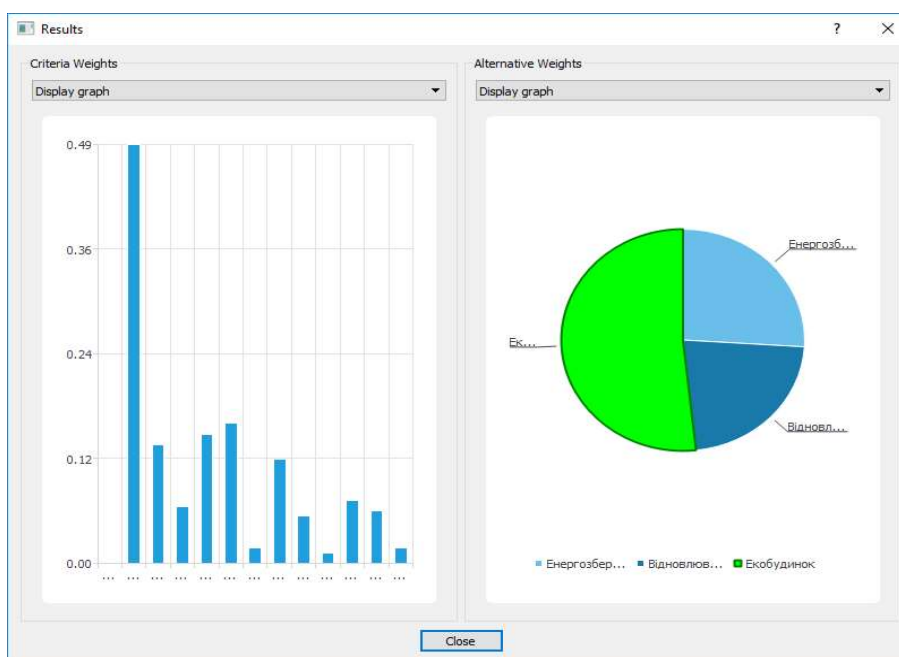 Results
?
Criteria Weights
Display graph
0.49
0.36
0.24
0.12
0.00
... ... ... ... ... ... ... ... ... ... ... ... ...
Alternative Weights
Display graph
Енергозб...
Ек...
Відновл...
Енергозбер... Відновлюв... Екобудинок
Close